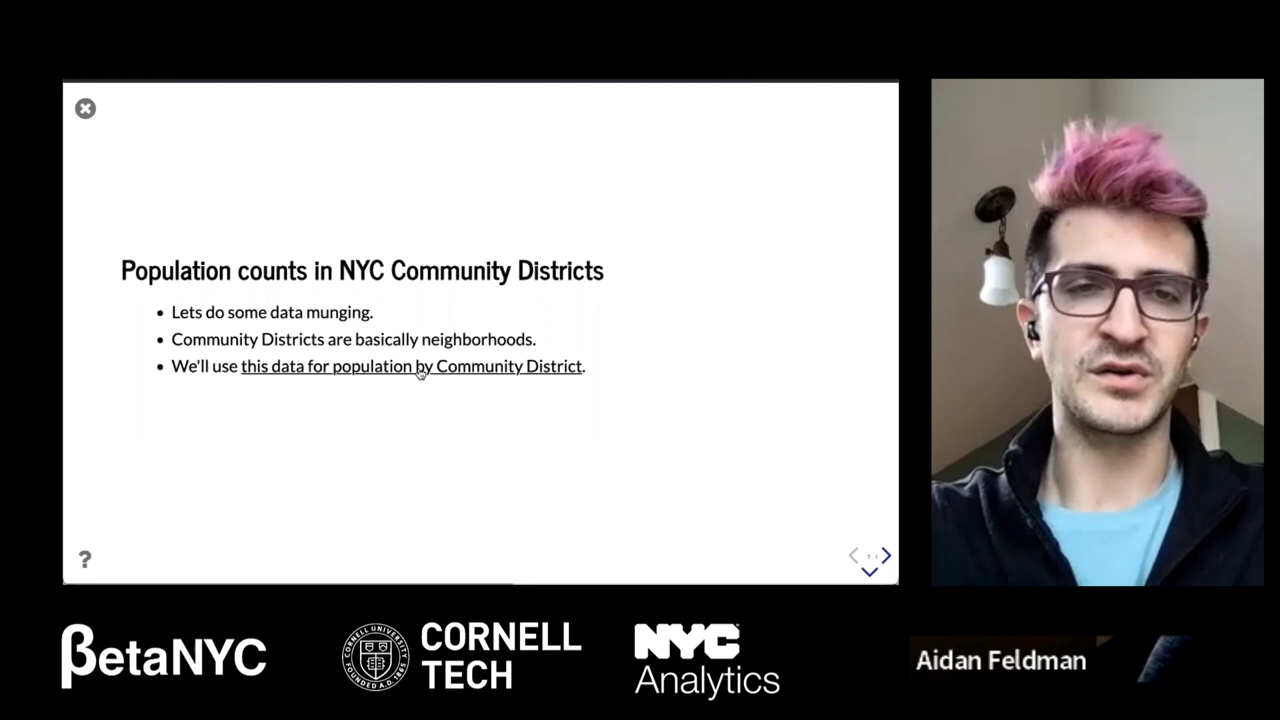 Population counts in NYC Community Districts
Lets do some data munging.
Community Districts are basically neighborhoods.
We'll use this data for population by Community District.
?
βetaNYC
CORNELL
TECH
NYC
Analytics
Aidan Feldman